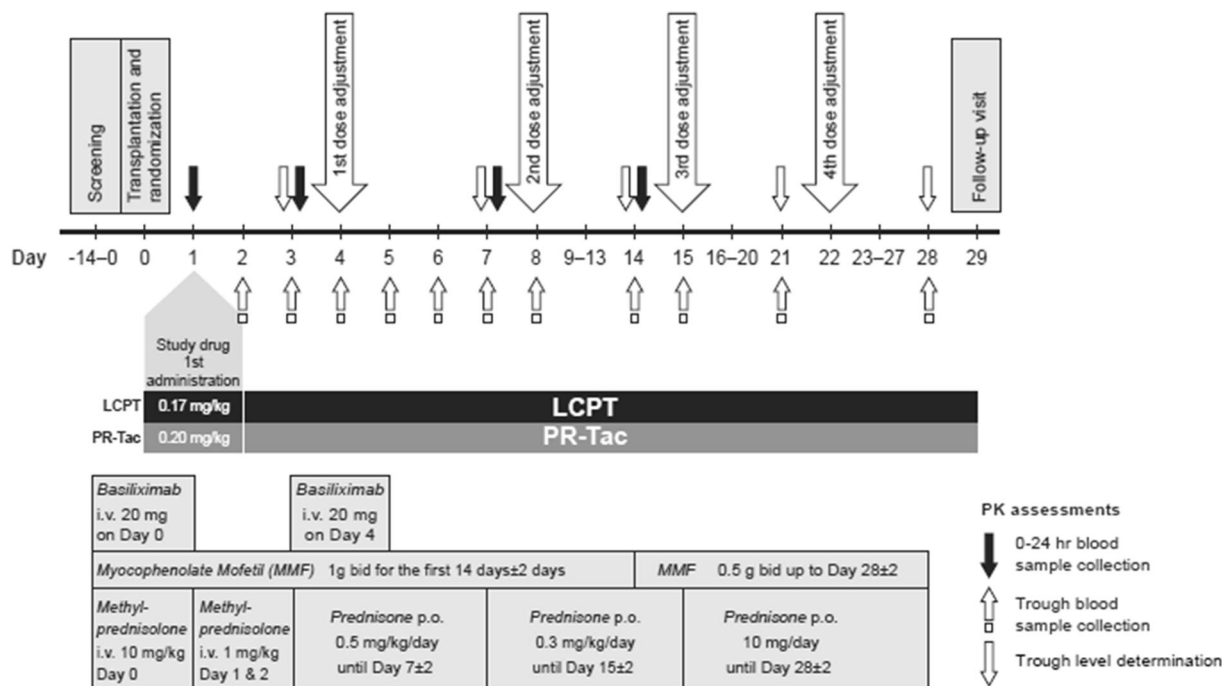 Screening
Transplantation and
randomization
1st dose adjustment
2nd dose adjustment
3rd dose adjustment
4th dose adjustment
Follow-up visit
Day -14–0 0 1 2 3 4 5 6 7 8 9–13 14 15 16–20 21 22 23–27 28 29
Study drug
1st
administration
LCPT 0.17 mg/kg LCPT
PR-Tac 0.20 mg/kg PR-Tac
Basiliximab
i.v. 20 mg
on Day 0
Basiliximab
i.v. 20 mg
on Day 4
Myocophenolate Mofetil (MMF) 1g bid for the first 14 days±2 days
MMF 0.5 g bid up to Day 28±2
Methyl-
prednisolone
i.v. 10 mg/kg
Day 0
Methyl-
prednisolone
i.v. 1 mg/kg
Day 1 & 2
Prednisone p.o.
0.5 mg/kg/day
until Day 7±2
Prednisone p.o.
0.3 mg/kg/day
until Day 15±2
Prednisone p.o.
10 mg/day
until Day 28±2
PK assessments
0-24 hr blood
sample collection
Trough blood
sample collection
Trough level determination